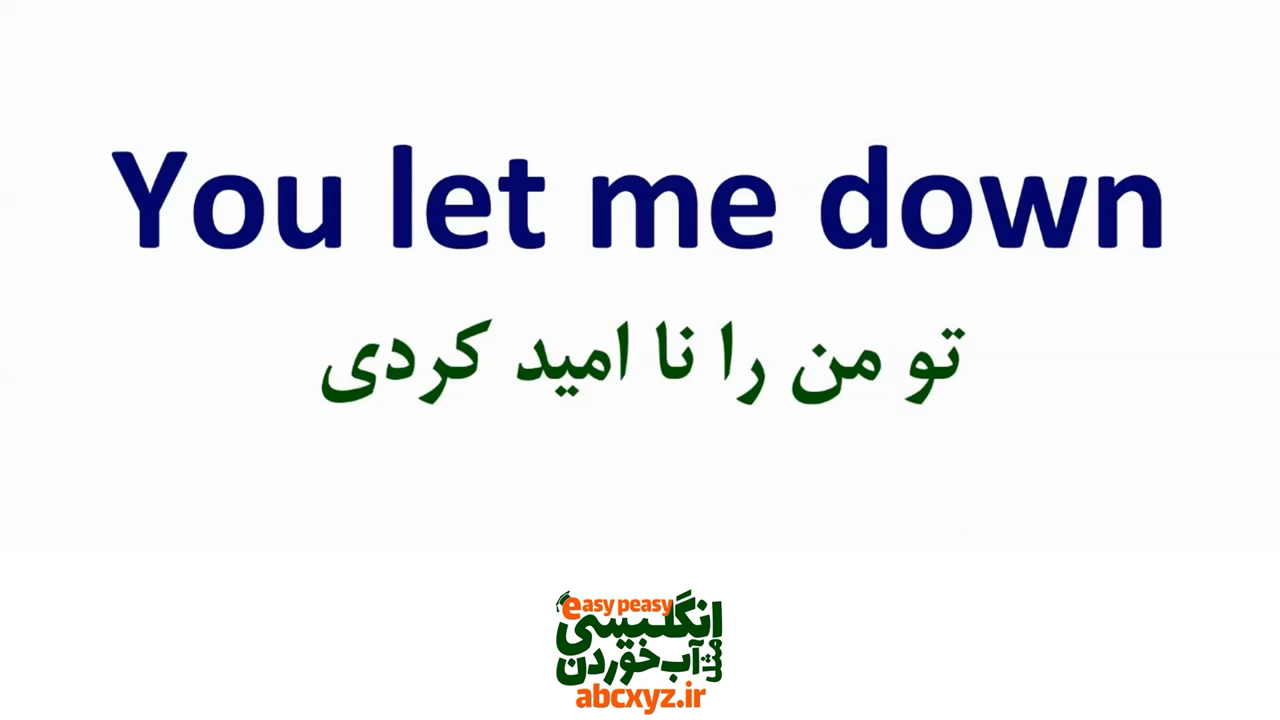 You let me down
تو من را نا امید کردی
easy peasy
انگلیسی
مثل آب خوردن
abcxyz.ir